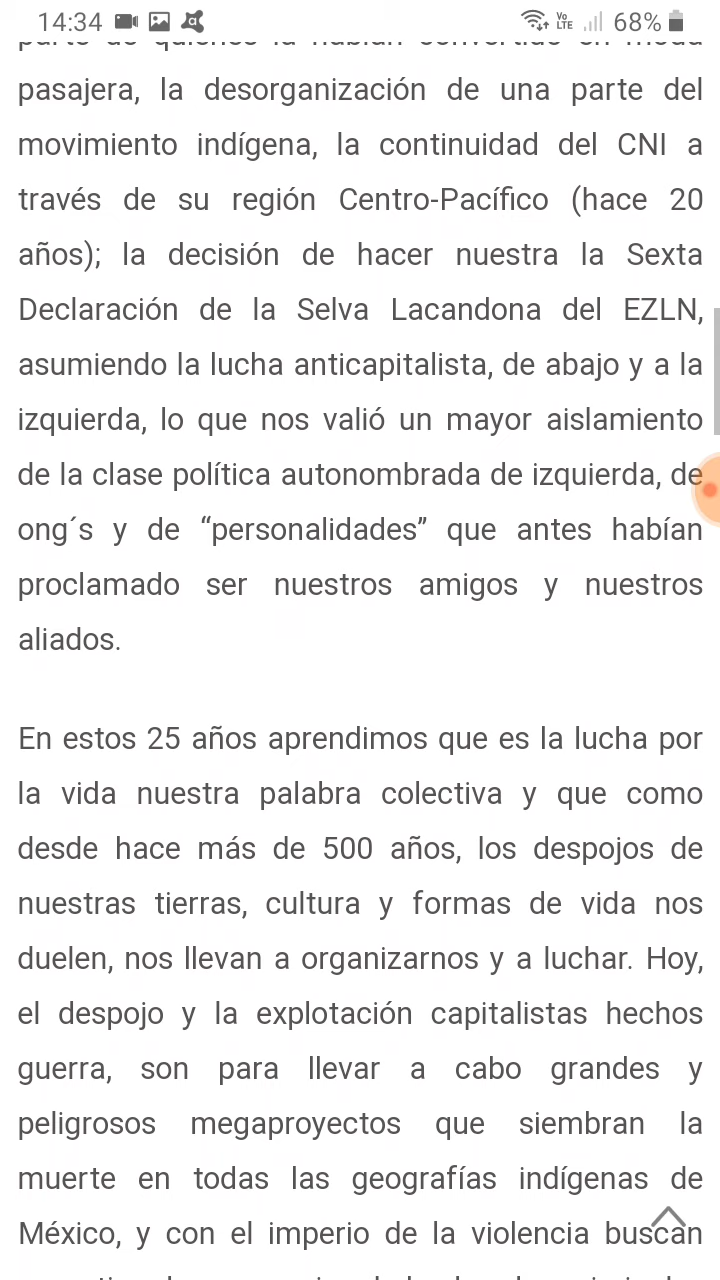 14:34 Vo LTE 68%
pasajera, la desorganización de una parte del
movimiento indígena, la continuidad del CNI a
través de su región Centro-Pacífico (hace 20
años); la decisión de hacer nuestra la Sexta
Declaración de la Selva Lacandona del EZLN,
asumiendo la lucha anticapitalista, de abajo y a la
izquierda, lo que nos valió un mayor aislamiento
de la clase política autonombrada de izquierda, de
ong´s y de “personalidades” que antes habían
proclamado ser nuestros amigos y nuestros
aliados.
En estos 25 años aprendimos que es la lucha por
la vida nuestra palabra colectiva y que como
desde hace más de 500 años, los despojos de
nuestras tierras, cultura y formas de vida nos
duelen, nos llevan a organizarnos y a luchar. Hoy,
el despojo y la explotación capitalistas hechos
guerra, son para llevar a cabo grandes y
peligrosos megaproyectos que siembran la
muerte en todas las geografías indígenas de
México, y con el imperio de la violencia buscan